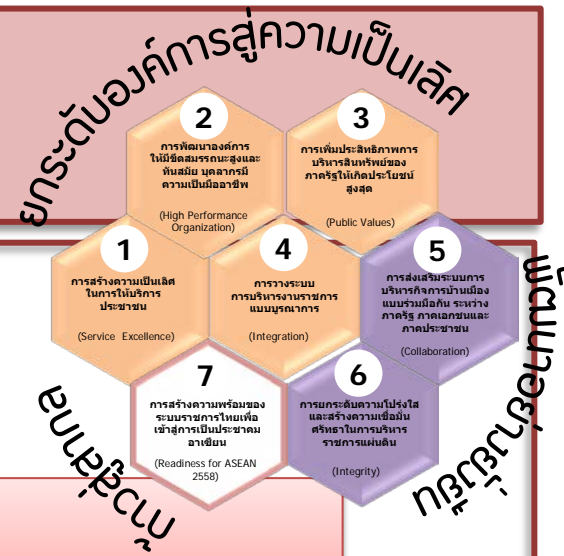 ยกระดับองค์การสู่ความเป็นเลิศ
2
การพัฒนาองค์การ
ให้มีขีดสมรรถนะสูงและ
ทันสมัย บุคลากรมี
ความเป็นมืออาชีพ
(High Performance
Organization)
3
การเพิ่มประสิทธิภาพการ
บริหารสินทรัพย์ของ
ภาครัฐให้เกิดประโยชน์
สูงสุด
(Public Values)
1
การสร้างความเป็นเลิศ
ในการให้บริการ
ประชาชน
(Service Excellence)
4
การวางระบบ
การบริหารงานราชการ
แบบบูรณาการ
(Integration)
5
การส่งเสริมระบบการ
บริหารกิจการบ้านเมือง
แบบร่วมมือกัน ระหว่าง
ภาครัฐ ภาคเอกชนและ
ภาคประชาชน
(Collaboration)
พัฒนาอย่างยั่งยืน
7
การสร้างความพร้อมของ
ระบบราชการไทยเพื่อ
เข้าสู่การเป็นประชาคม
อาเซียน
(Readiness for ASEAN
2558)
6
การยกระดับความโปร่งใส
และสร้างความเชื่อมั่น
ศรัทธาในการบริหาร
ราชการแผ่นดิน
(Integrity)
ก้าวสู่สากล